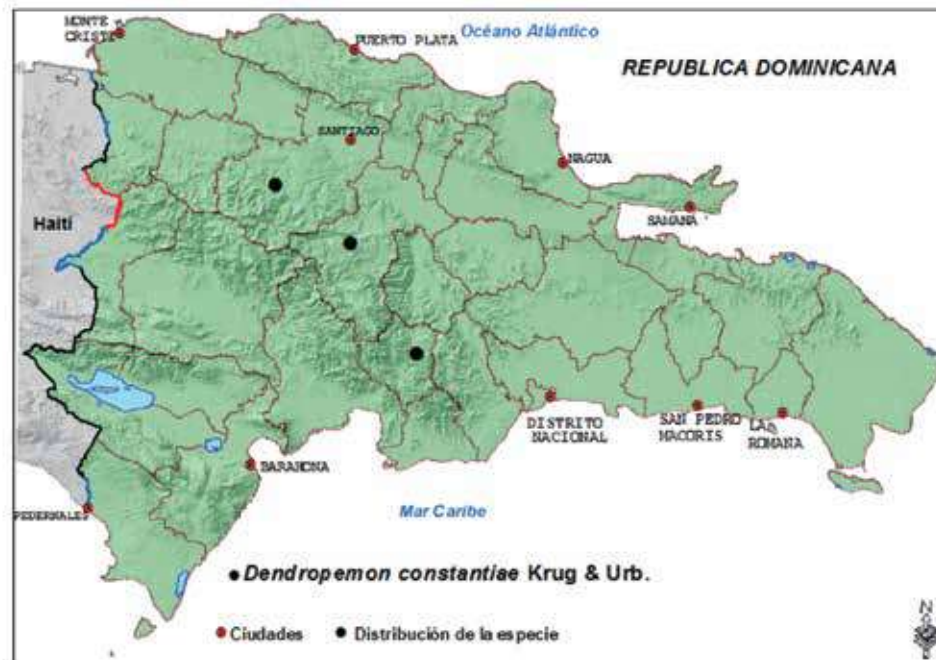 MONTE
CRISTI
PUERTO PLATA
Océano Atlántico
REPUBLICA DOMINICANA
SANTIAGO
NAGUA
SAMANA
Haití
DISTRITO
NACIONAL
SAN PEDRO
MACORIS
LA
ROMANA
BARAHONA
PEDERNALES
Mar Caribe
Dendropemon constantiae Krug & Urb.
Ciudades
Distribución de la especie